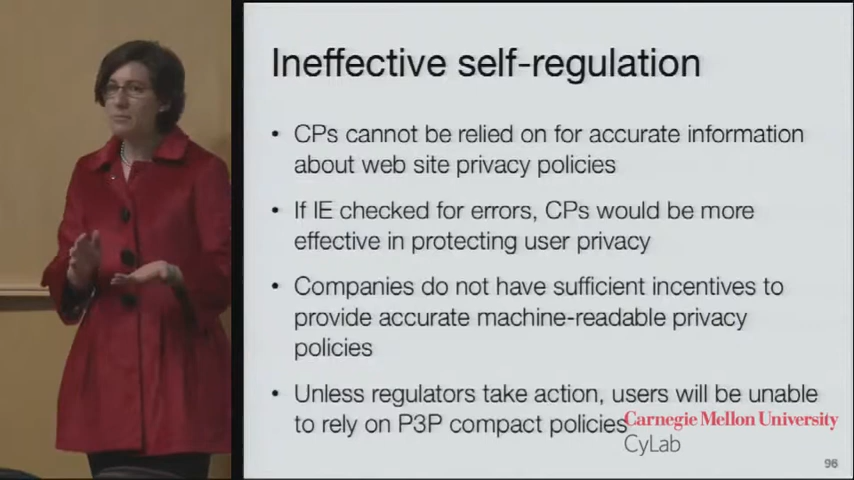 Ineffective self-regulation
• CPs cannot be relied on for accurate information
about web site privacy policies
• If IE checked for errors, CPs would be more
effective in protecting user privacy
• Companies do not have sufficient incentives to
provide accurate machine-readable privacy
policies
• Unless regulators take action, users will be unable
to rely on P3P compact policies
Carnegie Mellon University
CyLab
96